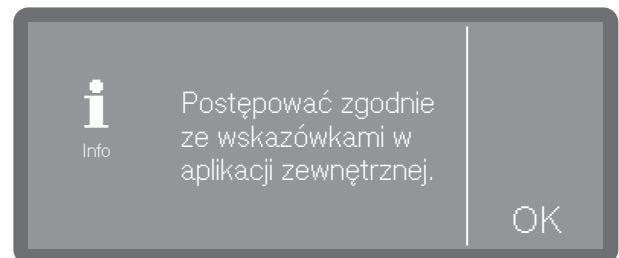 Info
Postępować zgodnie
ze wskazówkami w
aplikacji zewnętrznej.
OK